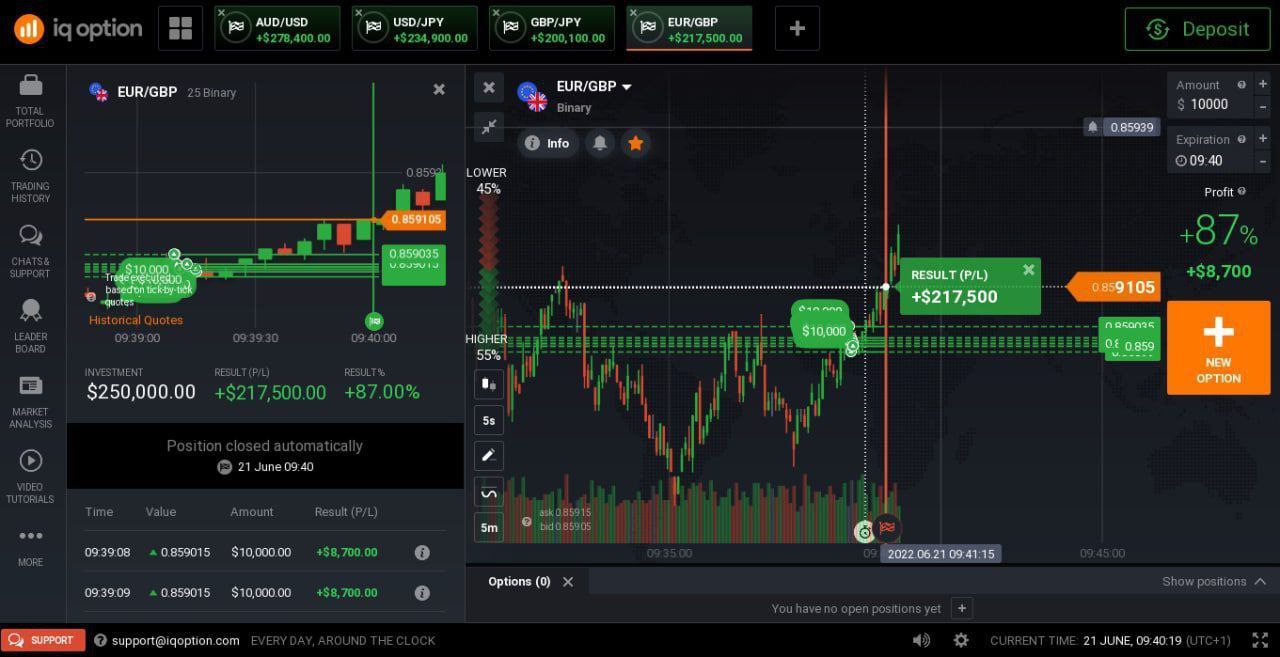 iq option
AUD/USD
+$278,400.00
USD/JPY
+$234,900.00
GBP/JPY
+$200,100.00
EUR/GBP
+$217,500.00
Deposit
TOTAL
PORTFOLIO
TRADING
HISTORY
CHATS &
SUPPORT
LEADER
BOARD
MARKET
ANALYSIS
VIDEO
TUTORIALS
MORE
EUR/GBP 25 Binary
0.859105
0.859035
$10,000
Trade executed
based on tick-by-tick
quotes
Historical Quotes
09:39:00 09:39:30 09:40:00
INVESTMENT RESULT (P/L) RESULT %
$250,000.00 +$217,500.00 +87.00%
Position closed automatically
21 June 09:40
Time Value Amount Result (P/L)
09:39:08 0.859015 $10,000.00 +$8,700.00
09:39:09 0.859015 $10,000.00 +$8,700.00
EUR/GBP
Binary
Info
LOWER
45%
HIGHER
55%
5s
5m
0.85939
RESULT (P/L)
+$217,500
0.859105
$10,000
0.859035
0.859
ask 0.85915
bid 0.85905
09:35:00
2022.06.21 09:41:15
09:45:00
Amount
$ 10000
Expiration
09:40
Profit
+87%
+$8,700
NEW
OPTION
Options (0)
Show positions
You have no open positions yet
SUPPORT
support@iqoption.com EVERY DAY, AROUND THE CLOCK
CURRENT TIME: 21 JUNE, 09:40:19 (UTC+1)